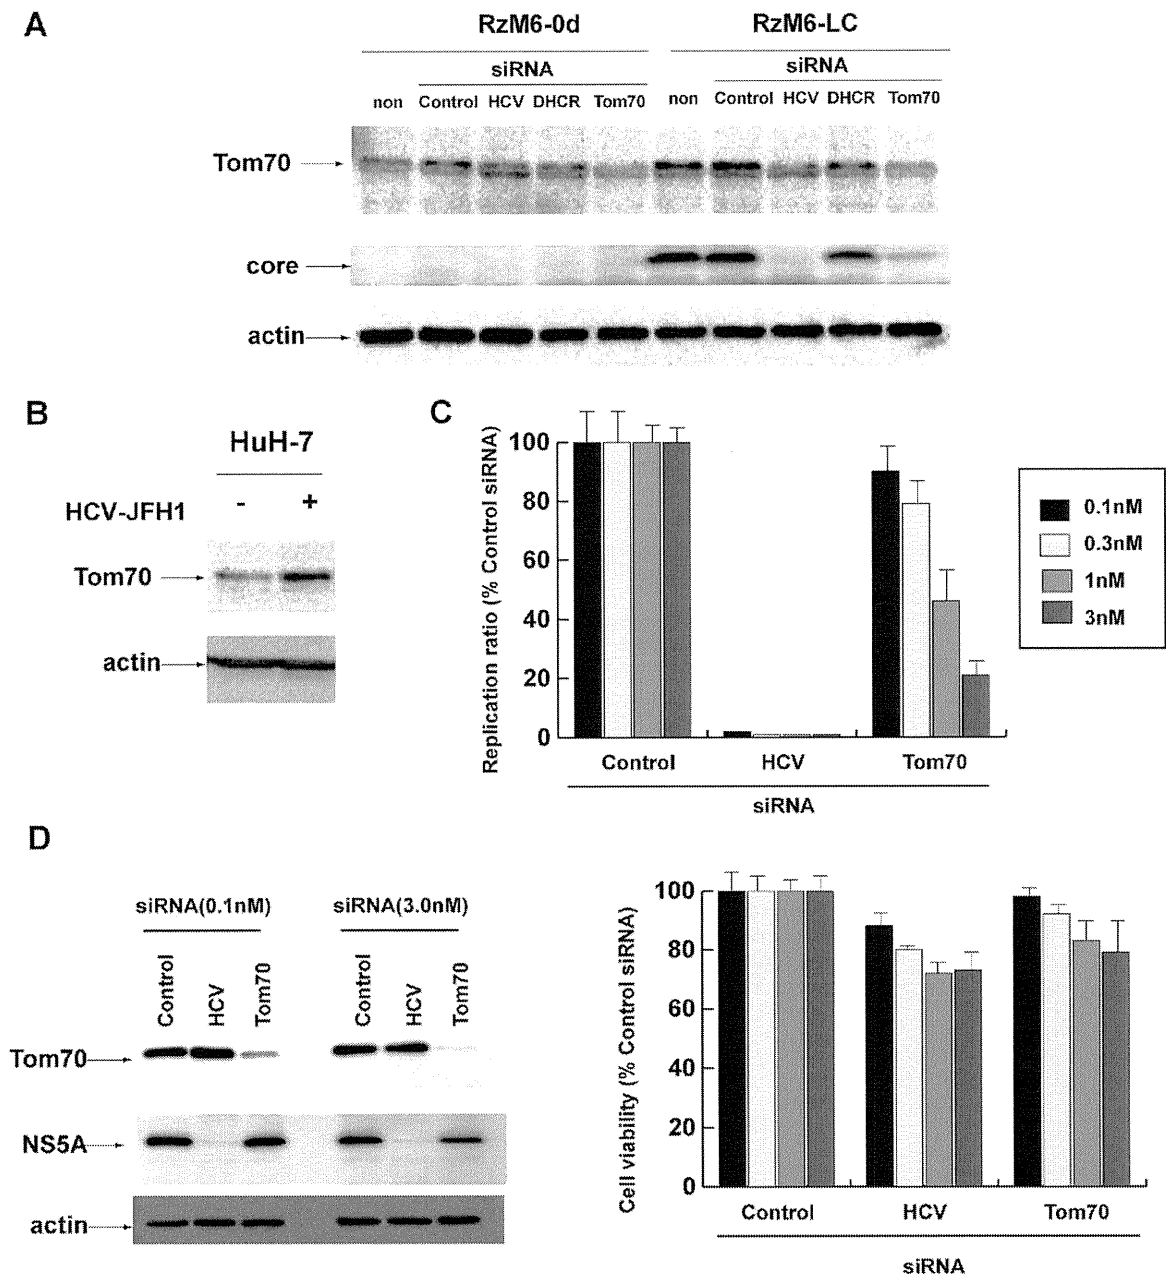 A
RzM6-0d RzM6-LC
siRNA siRNA
non Control HCV DHCR Tom70 non Control HCV DHCR Tom70
Tom70
core
actin
B
HuH-7
HCV-JFH1 - +
Tom70
actin
C
Replication ratio (% Control siRNA)
100
80
60
40
20
0
Control HCV Tom70
siRNA
0.1nM
0.3nM
1nM
3nM
D
siRNA(0.1nM) siRNA(3.0nM)
Control HCV Tom70 Control HCV Tom70
Tom70
NS5A
actin
Cell viability (% Control siRNA)
100
80
60
40
20
0
Control HCV Tom70
siRNA